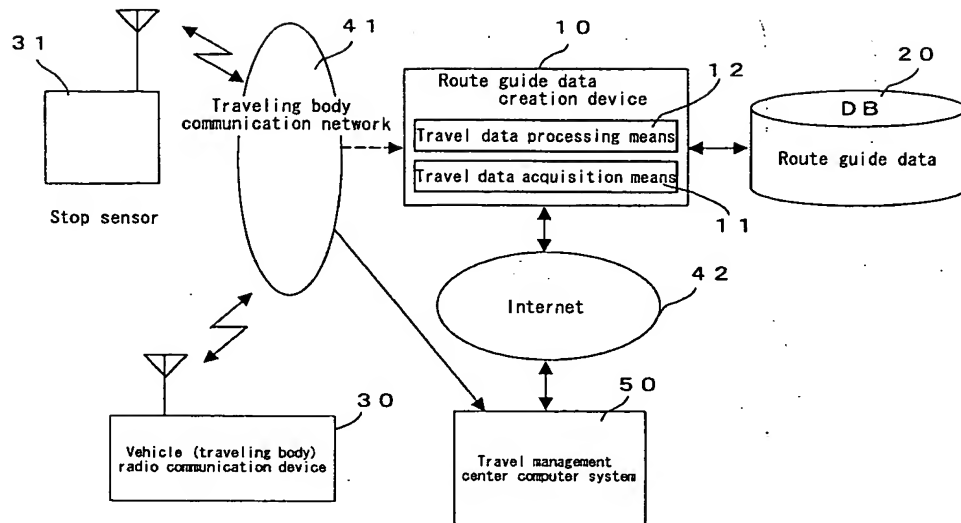 31
41
10
12
20
Route guide data
creation device
DB
Traveling body
communication network
Travel data processing means
Route guide data
Travel data acquisition means
11
Stop sensor
42
Internet
30
50
Vehicle (traveling body)
radio communication device
Travel management
center computer system